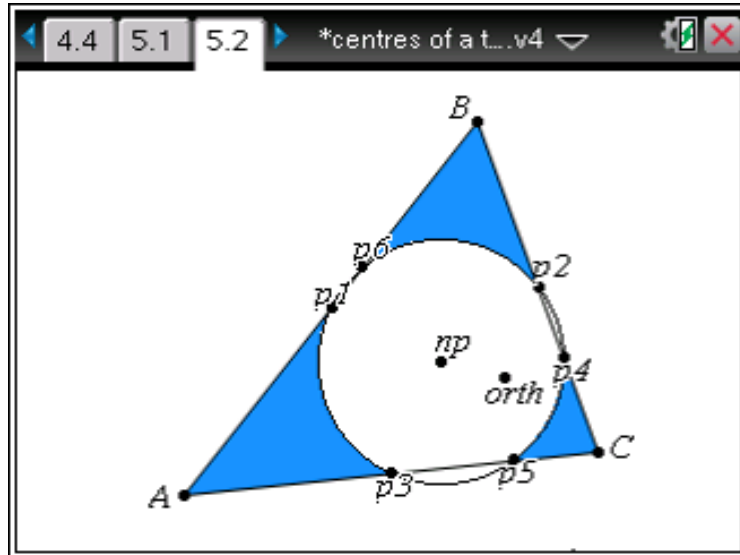 4.4 5.1 5.2 *centres of a t....v4
B
p6
p2
p1
np
p4
orth
C
p5
p3
A